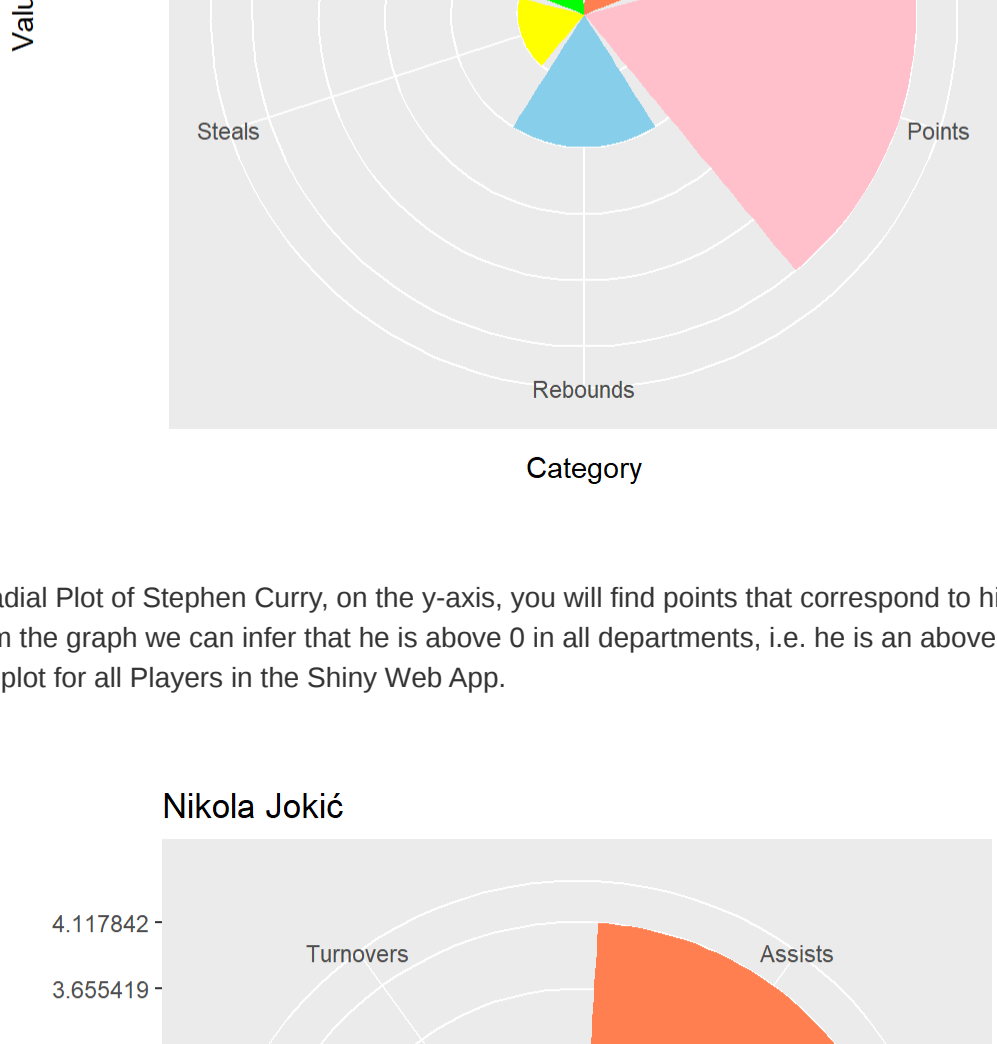 Steals
Points
Rebounds
Category
Plot of Stephen Curry, on the y-axis, you will find points that correspond to
the graph we can infer that he is above 0 in all departments, i.e. he is an above
plot for all Players in the Shiny Web App.
Nikola Jokić
4.117842
Turnovers
Assists
3.655419